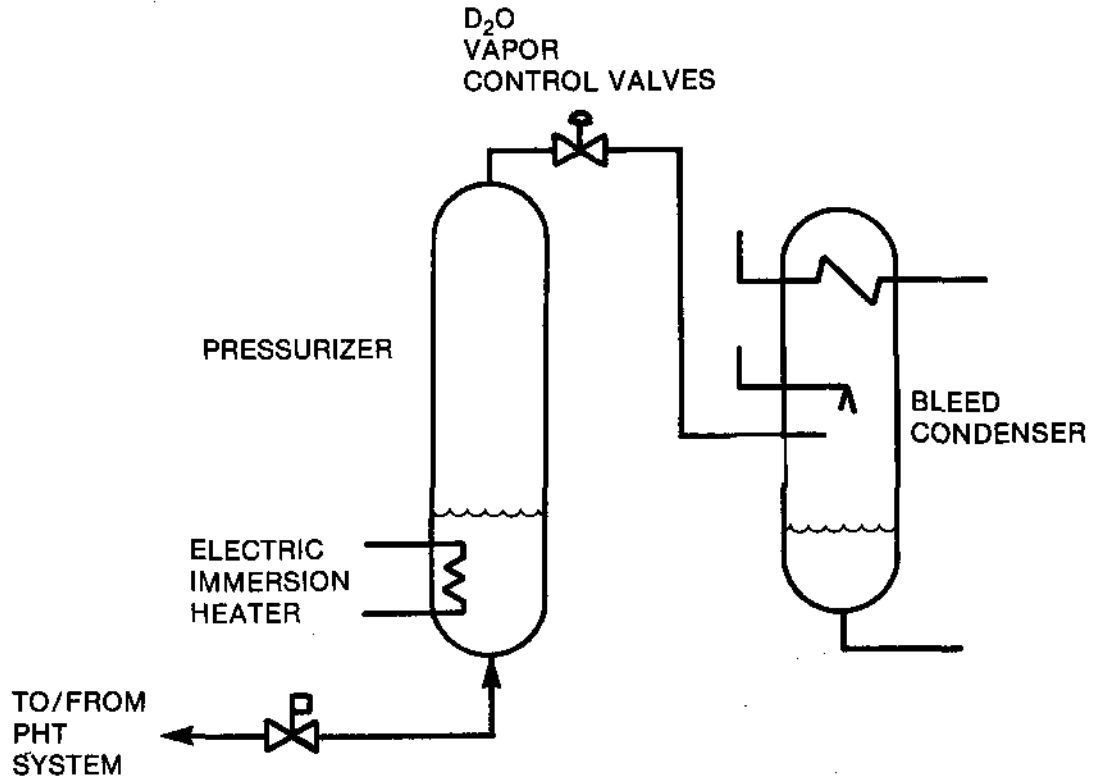 D₂O
VAPOR
CONTROL VALVES
PRESSURIZER
BLEED
CONDENSER
ELECTRIC
IMMERSION
HEATER
TO/FROM
PHT
SYSTEM